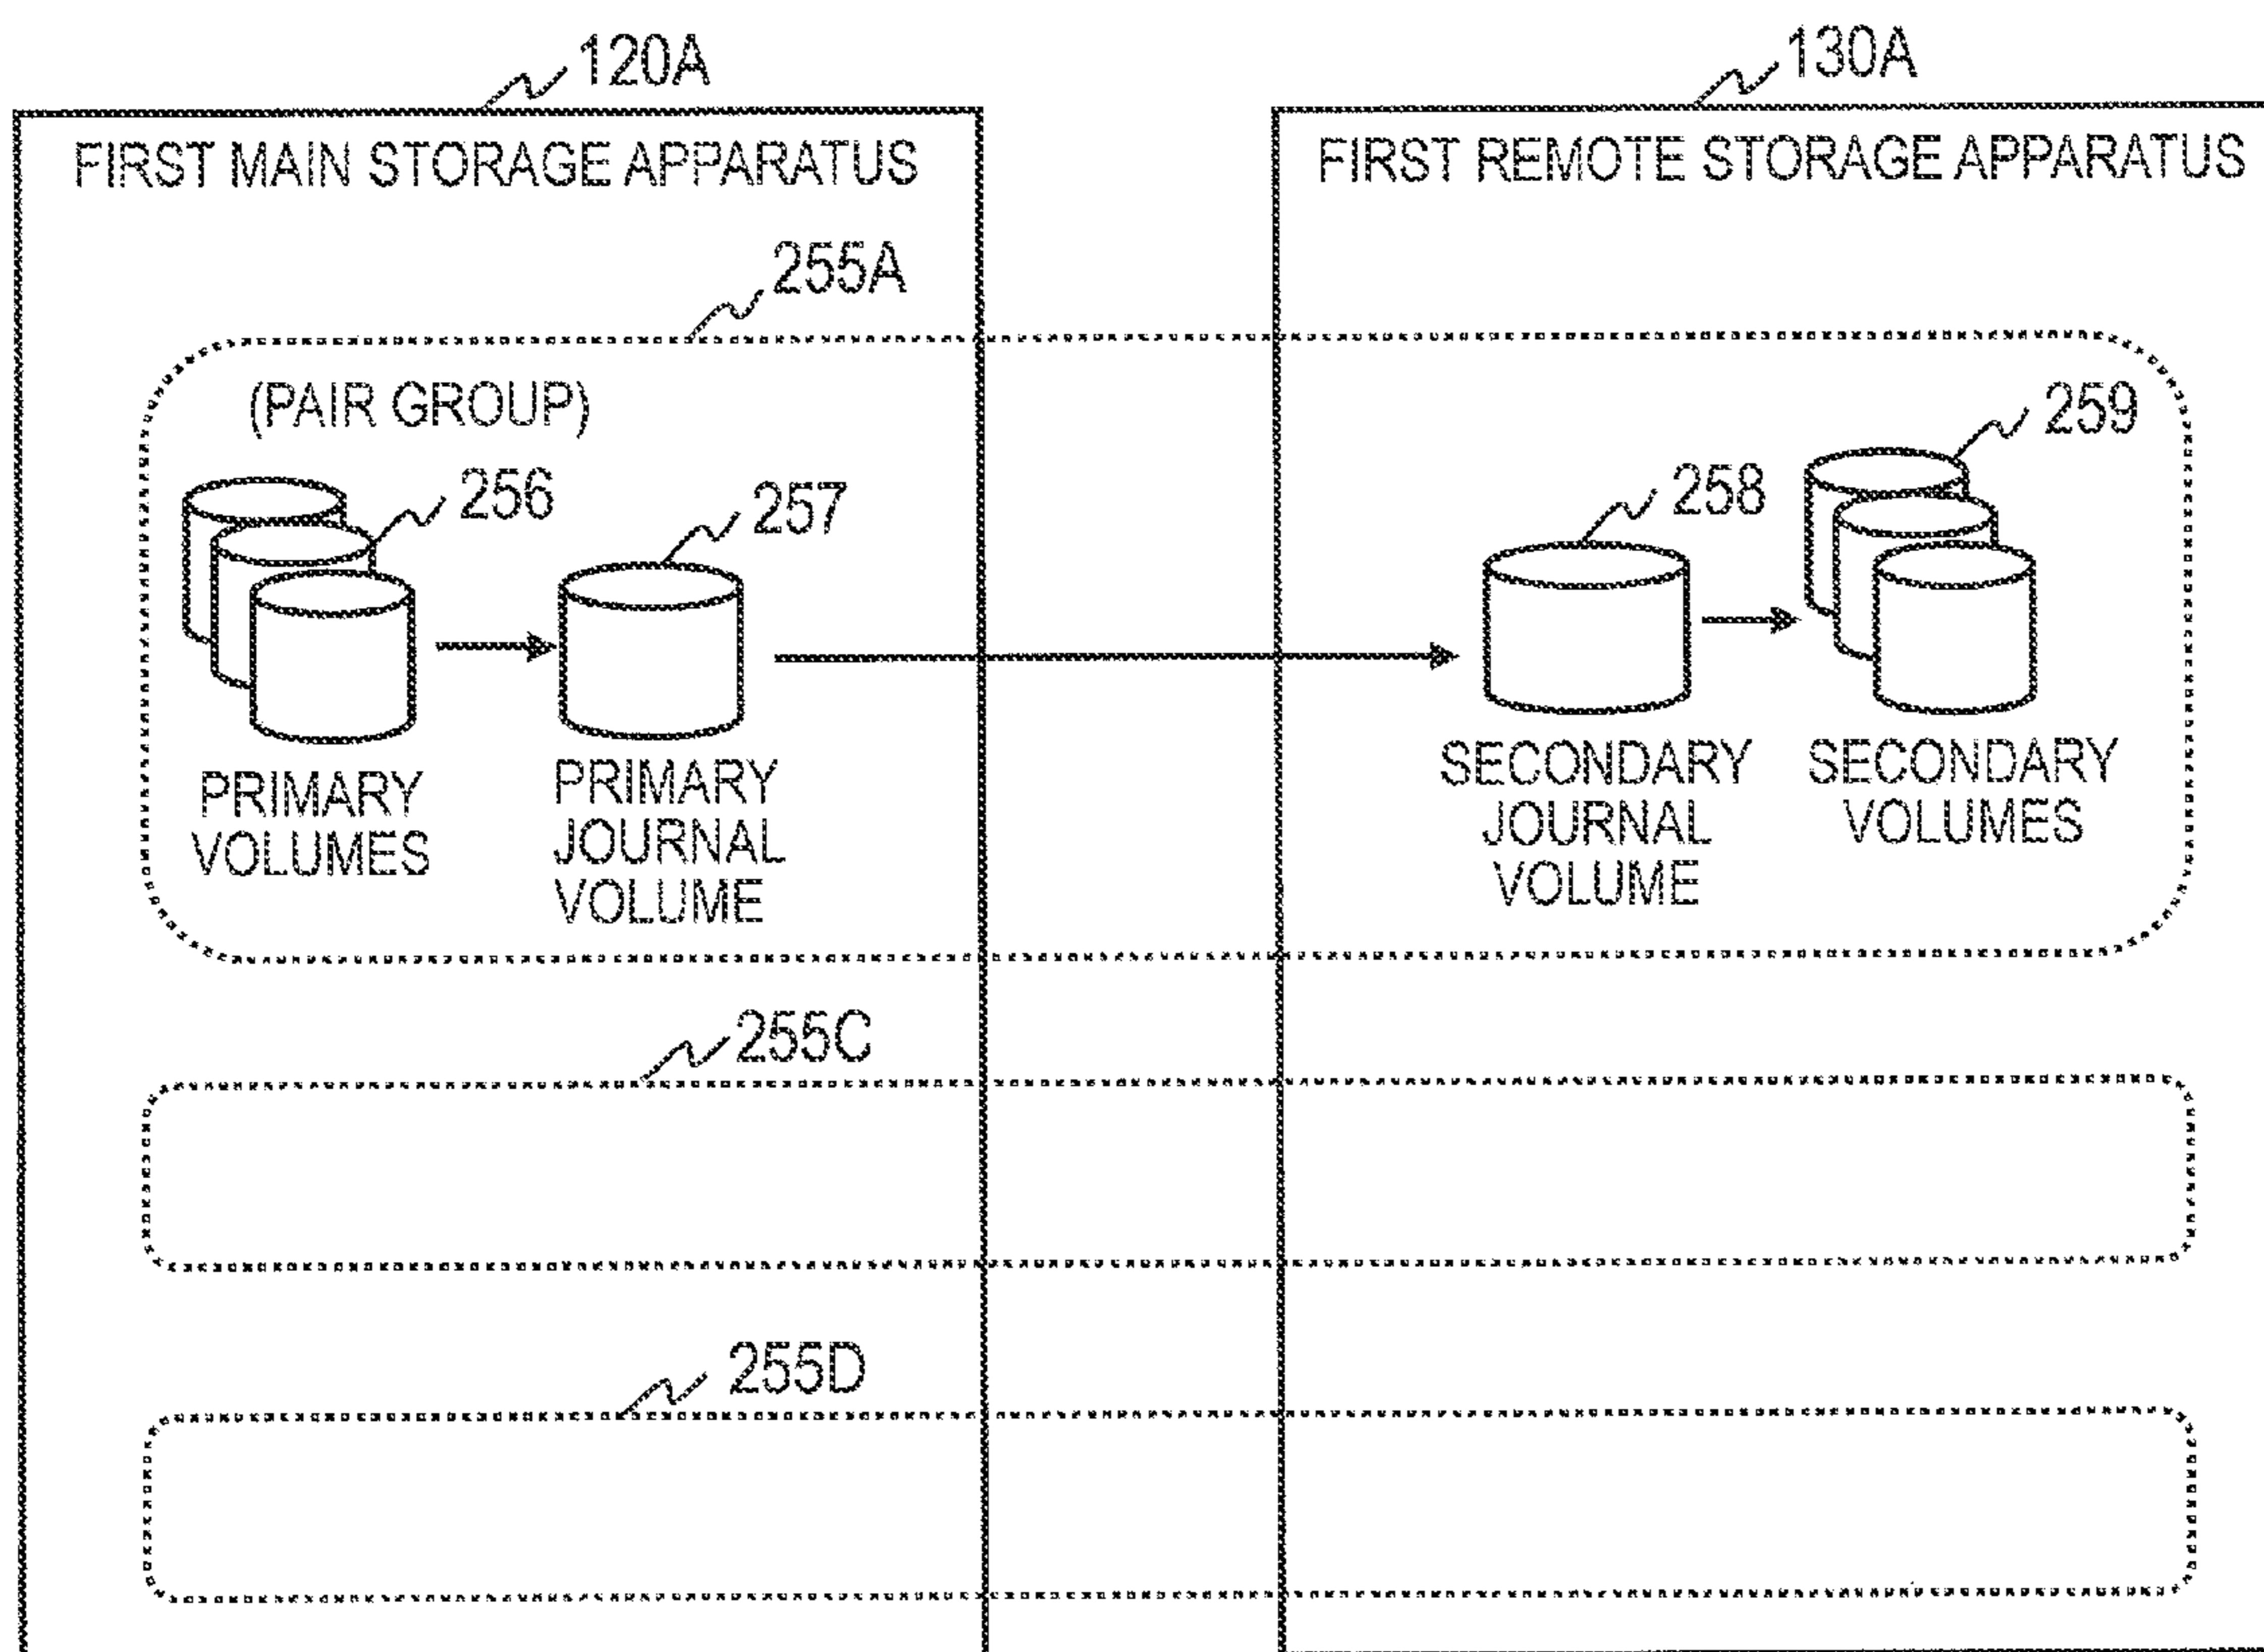 120A
130A
FIRST MAIN STORAGE APPARATUS
FIRST REMOTE STORAGE APPARATUS
255A
(PAIR GROUP)
256
257
258
259
PRIMARY
VOLUMES
PRIMARY
JOURNAL
VOLUME
SECONDARY
JOURNAL
VOLUME
SECONDARY
VOLUMES
255C
255D